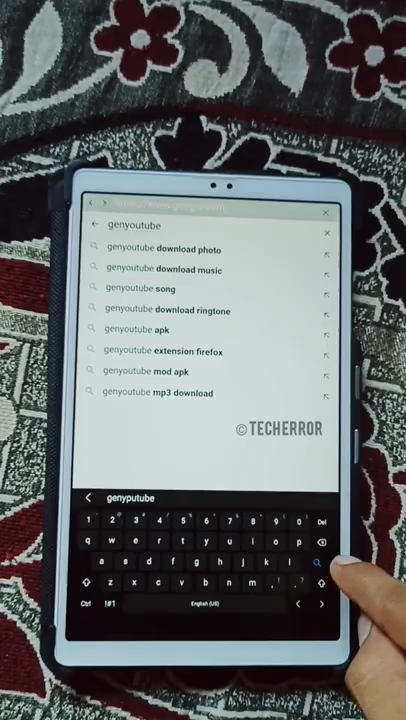 genyoutube
genyoutube download photo
genyoutube download music
genyoutube song
genyoutube download ringtone
genyoutube apk
genyoutube extension firefox
genyoutube mod apk
genyoutube mp3 download
© TECHERROR
genyputube
1 2 3 4 5 6 7 8 9 0 Del
q w e r t y u i o p
a s d f g h j k l
z x c v b n m , ! . ?
Ctrl !#1 English (US)